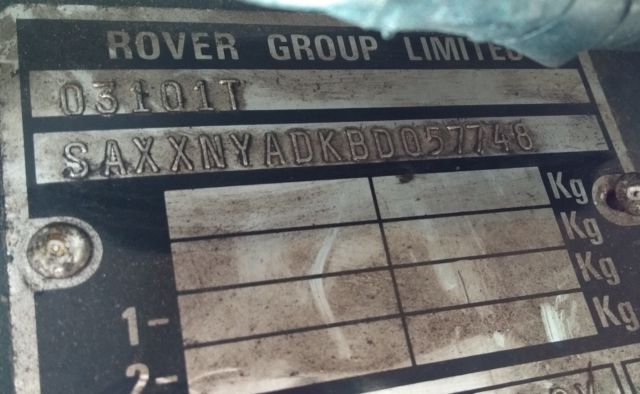 ROVER GROUP LIMITED
03101T
SAXXNYADKBD057748
Kg
Kg
Kg
1- Kg
2-